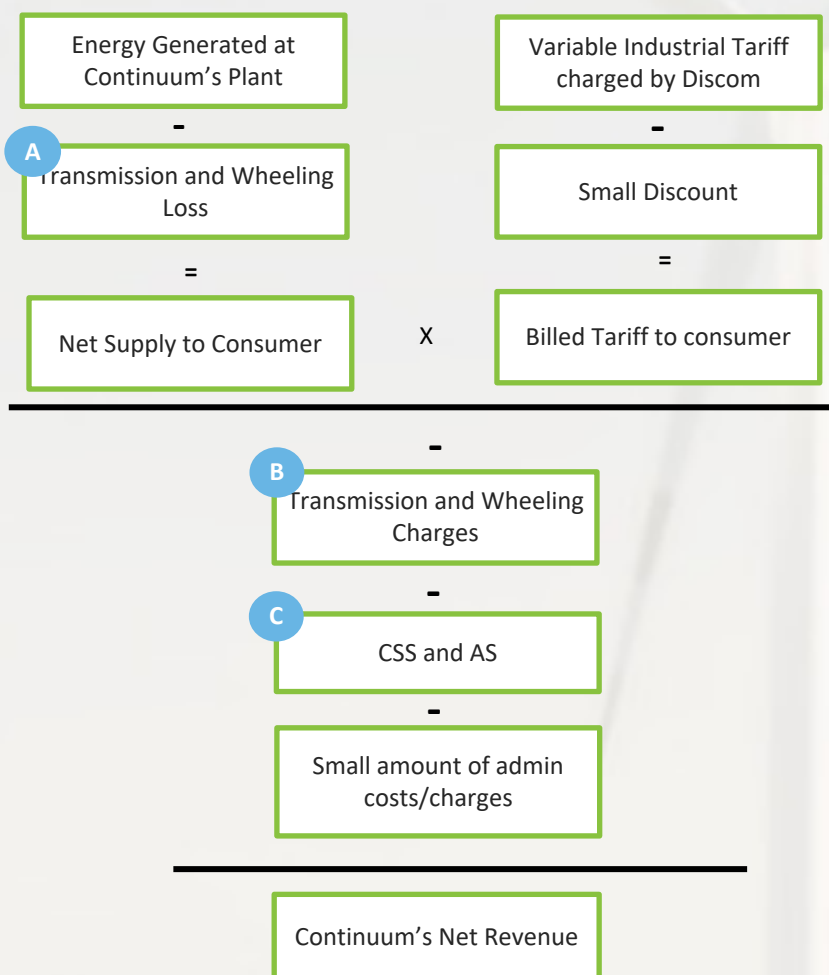 Energy Generated at
Continuum's Plant
-
A
Transmission and Wheeling
Loss
=
Net Supply to Consumer
X
Variable Industrial Tariff
charged by Discom
-
Small Discount
=
Billed Tariff to consumer
-
B
Transmission and Wheeling
Charges
-
C
CSS and AS
-
Small amount of admin
costs/charges
Continuum's Net Revenue